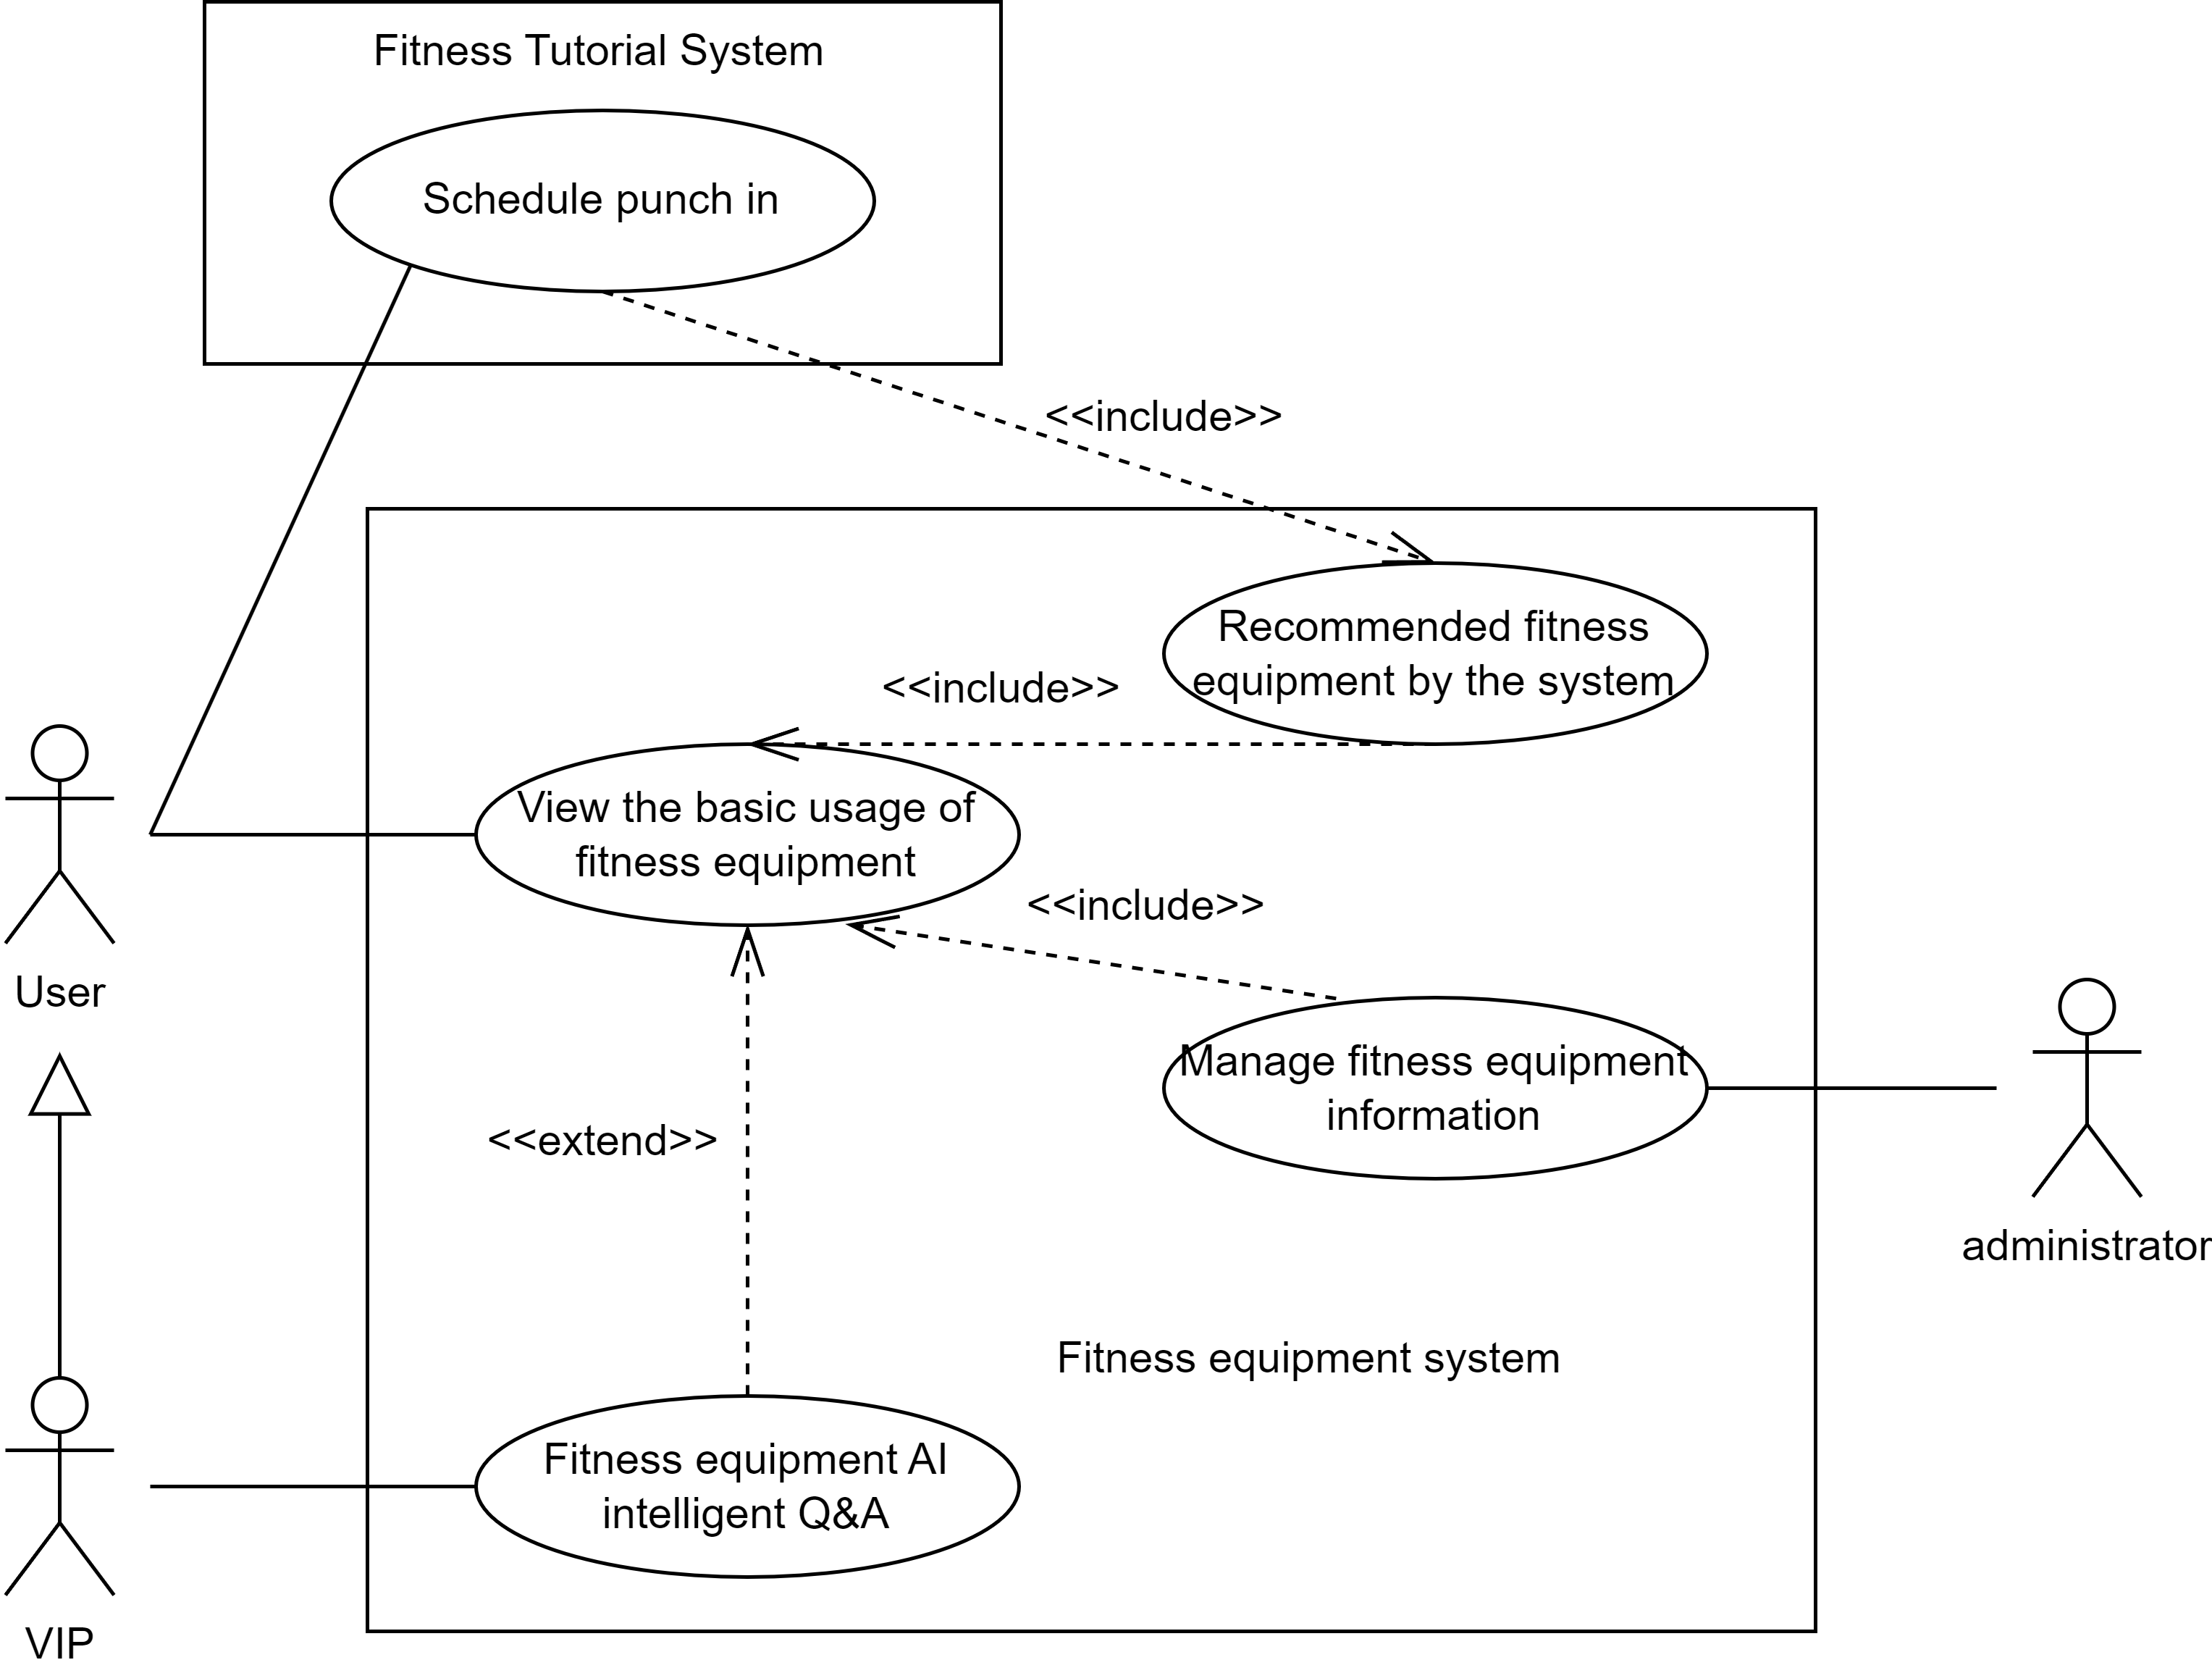 Fitness Tutorial System
Schedule punch in
<<include>>
Recommended fitness
equipment by the system
<<include>>
View the basic usage of
fitness equipment
<<include>>
User
Manage fitness equipment
information
<<extend>>
administrator
Fitness equipment system
Fitness equipment AI
intelligent Q&A
VIP